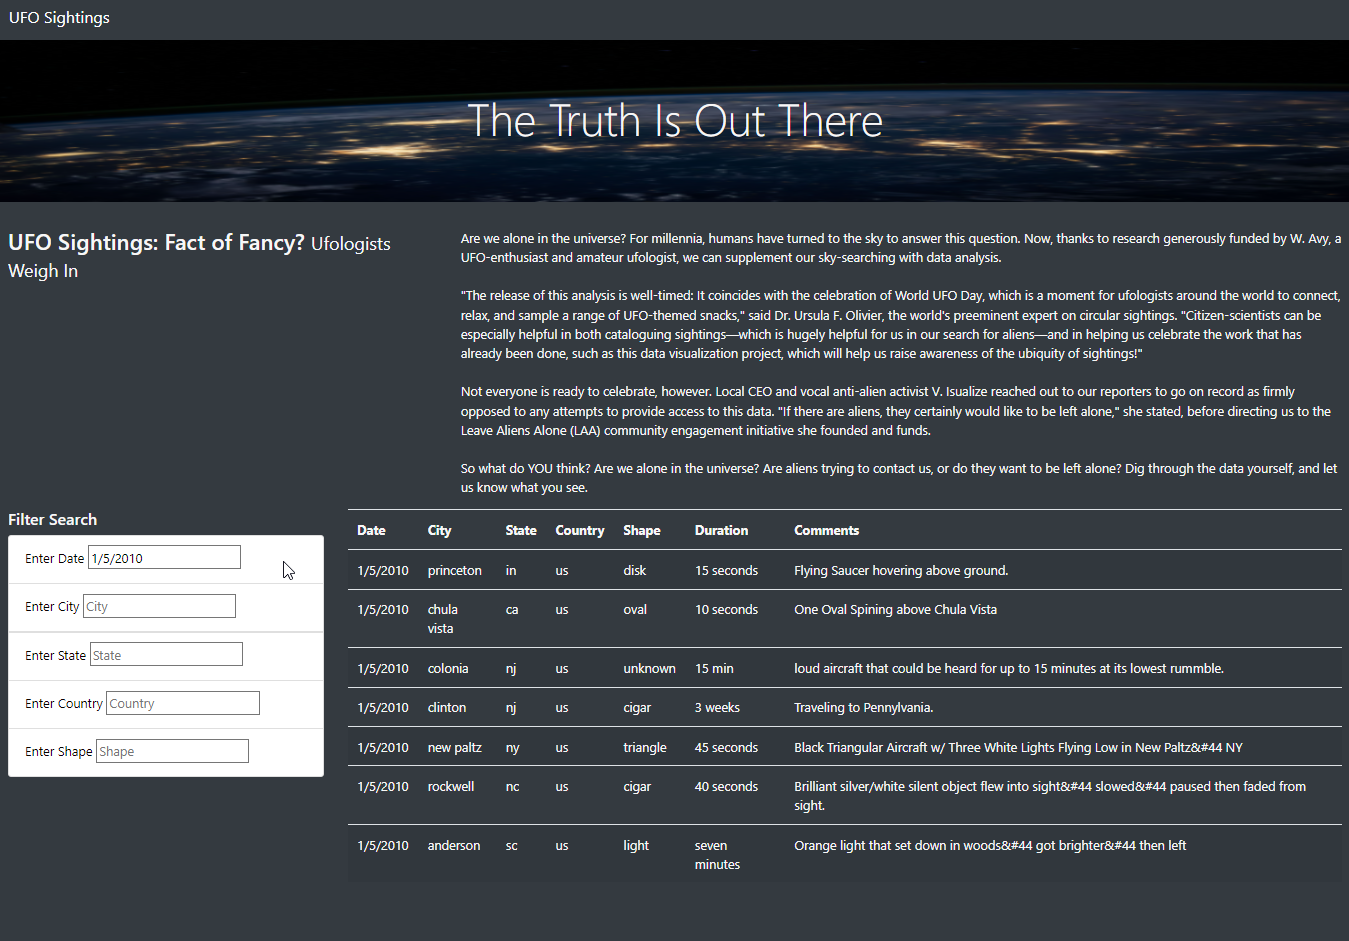 UFO Sightings
The Truth Is Out There
UFO Sightings: Fact of Fancy? Ufologists
Weigh In
Are we alone in the universe? For millennia, humans have turned to the sky to answer this question. Now, thanks to research generously funded by W. Avy, a
UFO-enthusiast and amateur ufologist, we can supplement our sky-searching with data analysis.
"The release of this analysis is well-timed: It coincides with the celebration of World UFO Day, which is a moment for ufologists around the world to connect,
relax, and sample a range of UFO-themed snacks," said Dr. Ursula F. Olivier, the world's preeminent expert on circular sightings. "Citizen-scientists can be
especially helpful in both cataloguing sightings—which is hugely helpful for us in our search for aliens—and in helping us celebrate the work that has
already been done, such as this data visualization project, which will help us raise awareness of the ubiquity of sightings!"
Not everyone is ready to celebrate, however. Local CEO and vocal anti-alien activist V. Isualize reached out to our reporters to go on record as firmly
opposed to any attempts to provide access to this data. "If there are aliens, they certainly would like to be left alone," she stated, before directing us to the
Leave Aliens Alone (LAA) community engagement initiative she founded and funds.
So what do YOU think? Are we alone in the universe? Are aliens trying to contact us, or do they want to be left alone? Dig through the data yourself, and let
us know what you see.
Filter Search
Enter Date 1/5/2010
Enter City City
Enter State State
Enter Country Country
Enter Shape Shape
Date City State Country Shape Duration Comments
1/5/2010 princeton in us disk 15 seconds Flying Saucer hovering above ground.
1/5/2010 chula ca us oval 10 seconds One Oval Spining above Chula Vista
vista
1/5/2010 colonia nj us unknown 15 min loud aircraft that could be heard for up to 15 minutes at its lowest rummble.
1/5/2010 clinton nj us cigar 3 weeks Traveling to Pennylvania.
1/5/2010 new paltz ny us triangle 45 seconds Black Triangular Aircraft w/ Three White Lights Flying Low in New Paltz&#44 NY
1/5/2010 rockwell nc us cigar 40 seconds Brilliant silver/white silent object flew into sight&#44 slowed&#44 paused then faded from
sight.
1/5/2010 anderson sc us light seven Orange light that set down in woods&#44 got brighter&#44 then left
minutes